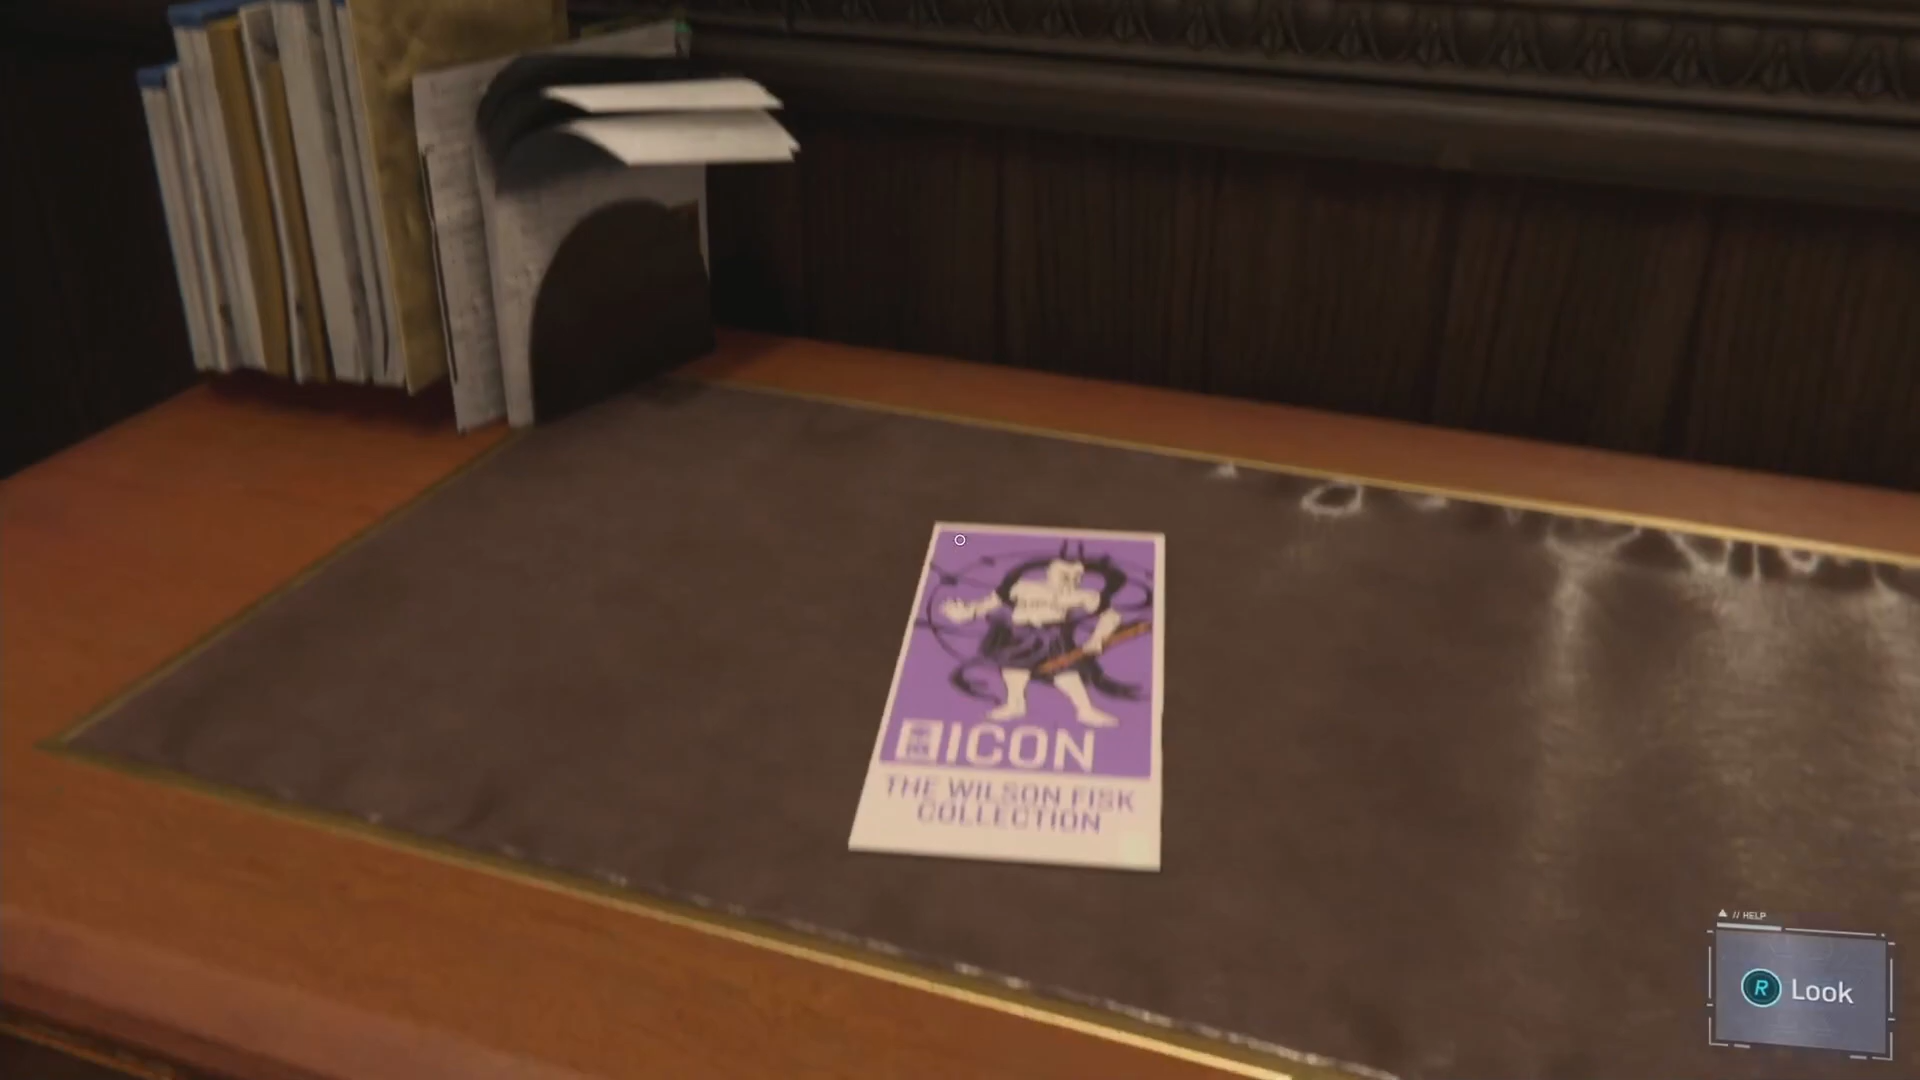 ICON
THE WILSON FISK
COLLECTION
// HELP
R Look